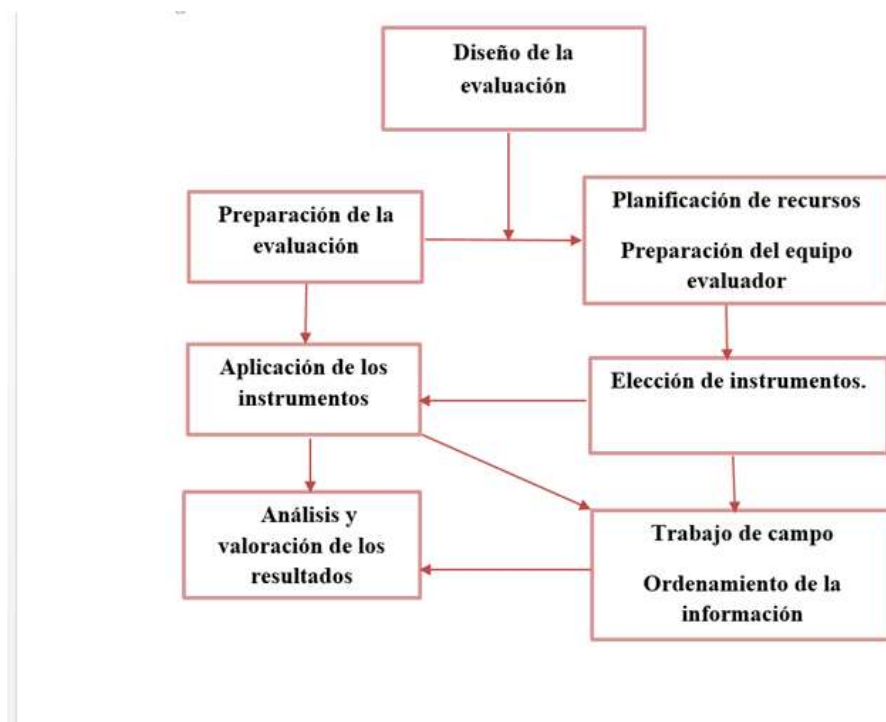 Diseño de la
evaluación
Preparación de la
evaluación
Planificación de recursos
Preparación del equipo
evaluador
Aplicación de los
instrumentos
Elección de instrumentos.
Análisis y
valoración de los
resultados
Trabajo de campo
Ordenamiento de la
información